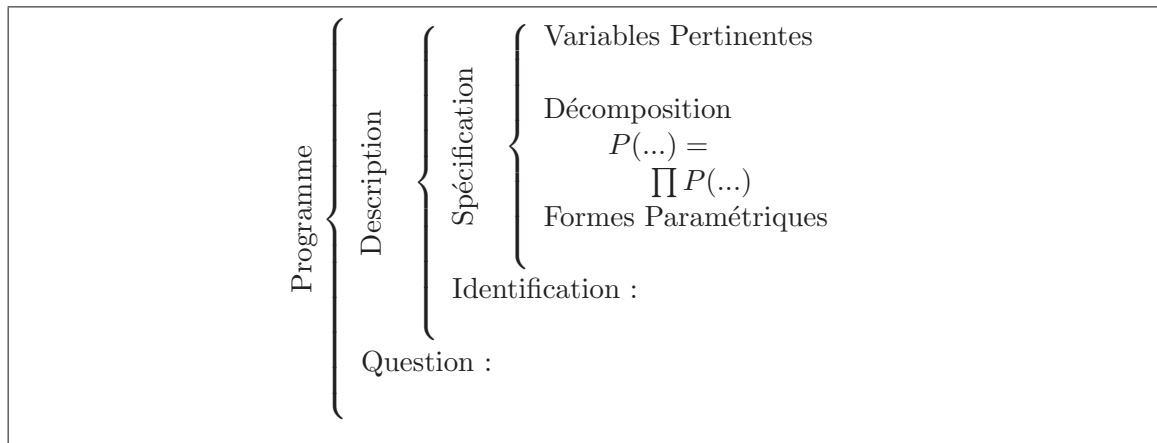 Programme
Description
Spécification
Variables Pertinentes
Décomposition
P(...) =
∏ P(...)
Formes Paramétriques
Identification :
Question :